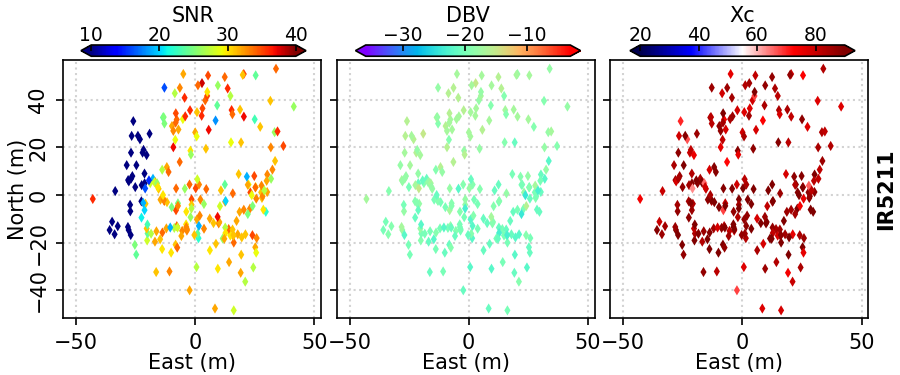 SNR DBV Xc
10 20 30 40 −30 −20 −10 20 40 60 80
North (m)
40
20
0
−20
−40
IR5211
−50 0 50 −50 0 50 −50 0 50
East (m) East (m) East (m)